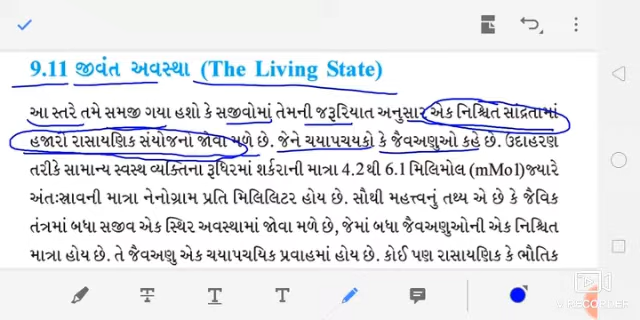 9.11 જીવંત અવસ્થા (The Living State)
આ સ્તરે તમે સમજી ગયા હશો કે સજીવોમાં તેમની જરૂરિયાત અનુસાર એક નિશ્ચિત સાંદ્રતામાં
હજારો રાસાયણિક સંયોજનો જોવા મળે છે. જેને ચયાપચયકો કે જૈવઅણુઓ કહે છે. ઉદાહરણ
તરીકે સામાન્ય સ્વસ્થ વ્યક્તિના રૂધિરમાં શર્કરાની માત્રા 4.2થી 6.1 મિલિમોલ (mMol) જ્યારે
અંતઃસ્ત્રાવની માત્રા નેનોગ્રામ પ્રતિ મિલિલિટર હોય છે. સૌથી મહત્ત્વનું તથ્ય એ છે કે જૈવિક
તંત્રમાં બધા સજીવ એક સ્થિર અવસ્થામાં જોવા મળે છે, જેમાં બધા જૈવઅણુઓની એક નિશ્ચિત
માત્રા હોય છે. તે જૈવઅણુ એક ચયાપચયિક પ્રવાહમાં હોય છે. કોઈ પણ રાસાયણિક કે ભૌતિક
T T T
KINEMASTER